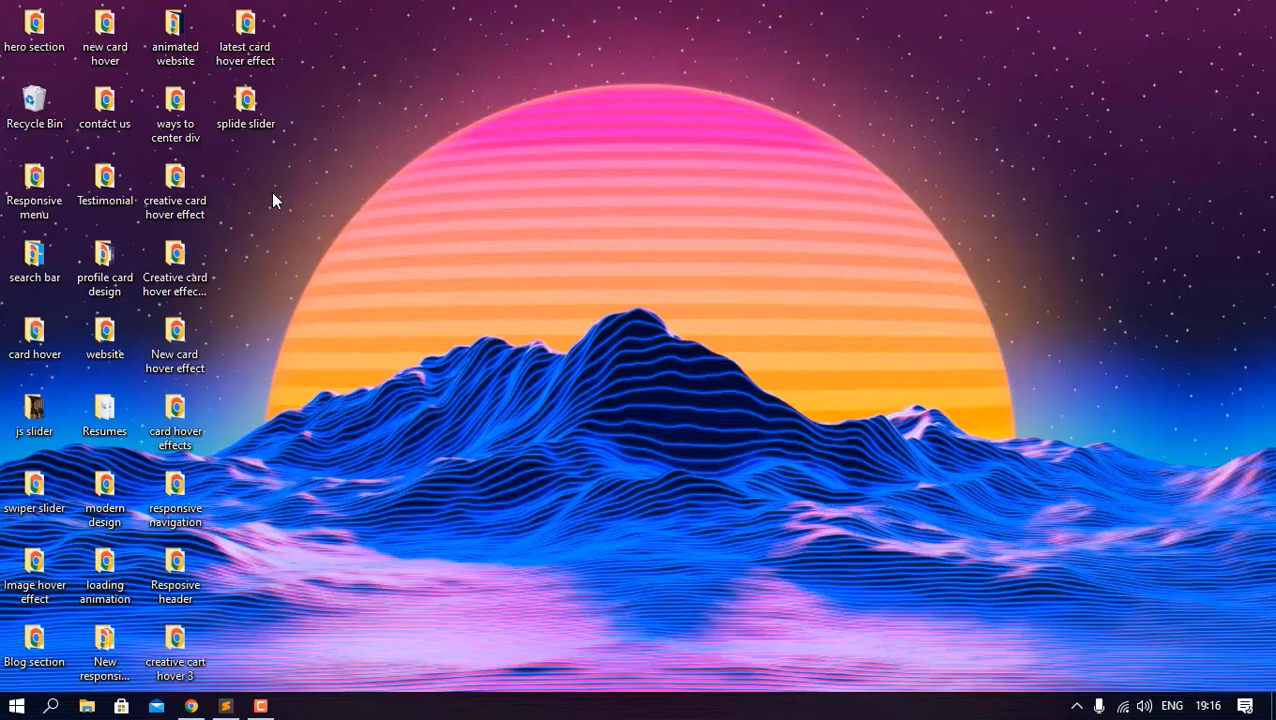 hero section
new card
hover
animated
website
latest card
hover effect
Recycle Bin
contact us
ways to
center div
splide slider
Responsive
menu
Testimonial
creative card
hover effect
search bar
profile card
design
Creative card
hover effec...
card hover
website
New card
hover effect
js slider
Resumes
card hover
effects
swiper slider
modern
design
responsive
navigation
Image hover
effect
loading
animation
Resposive
header
Blog section
New
responsi...
creative cart
hover 3
ENG
19:16